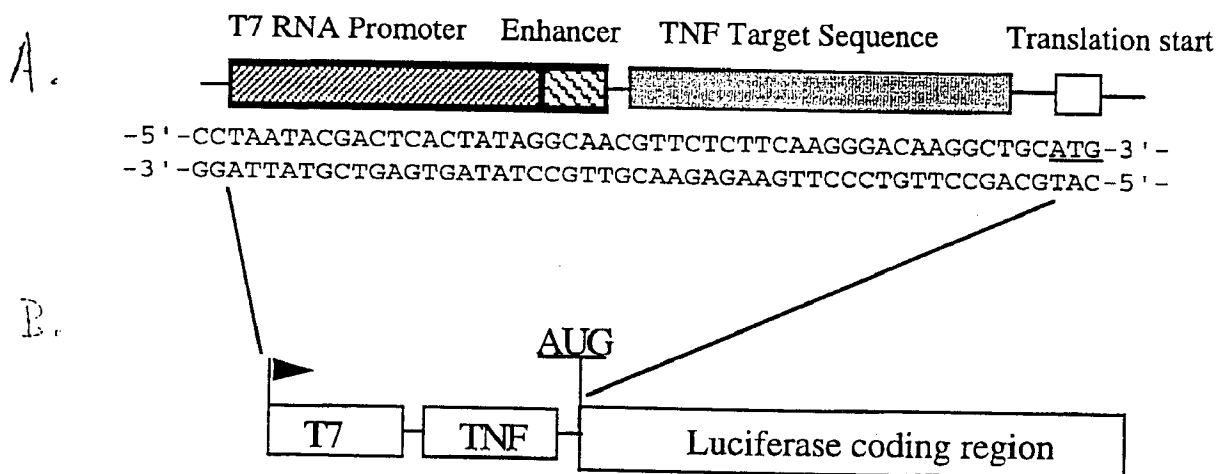 A.
T7 RNA Promoter Enhancer TNF Target Sequence Translation start
-5'-CCTAATACGACTCACTATAGGCAACGTTCTCTTCAAGGGACAAGGCTGCATG-3'-
-3'-GGATTATGCTGAGTGATATCCGTTGCAAGAGAAGTTCCCTGTTCCGACGTAC-5'-
B.
AUG
T7 TNF Luciferase coding region